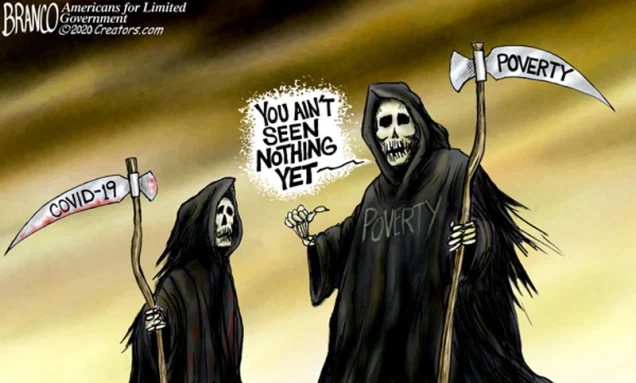 BRANCO Americans for Limited
Government
©2020 Creators.com
COVID-19
YOU AIN'T
SEEN
NOTHING
YET
POVERTY
POVERTY